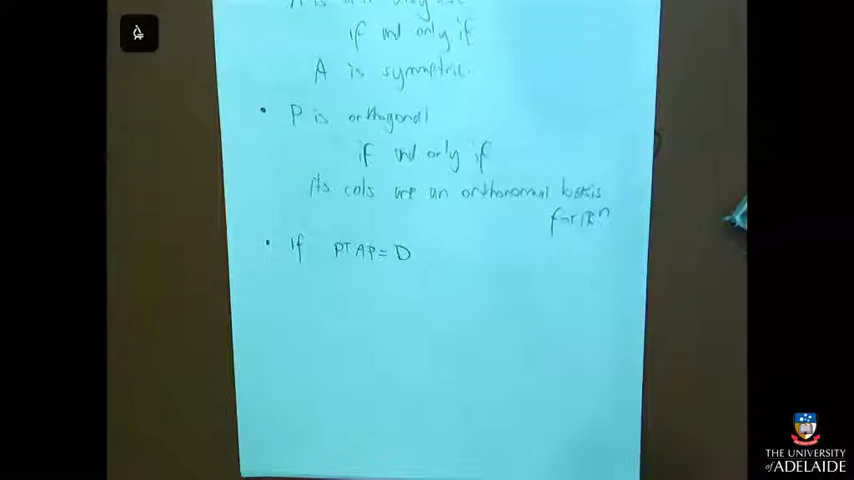 if and only if
A is symmetric.
• P is orthogonal
if and only if
its cols are an orthonormal basis
for ℝⁿ
• If PᵀAP = D
THE UNIVERSITY
of ADELAIDE